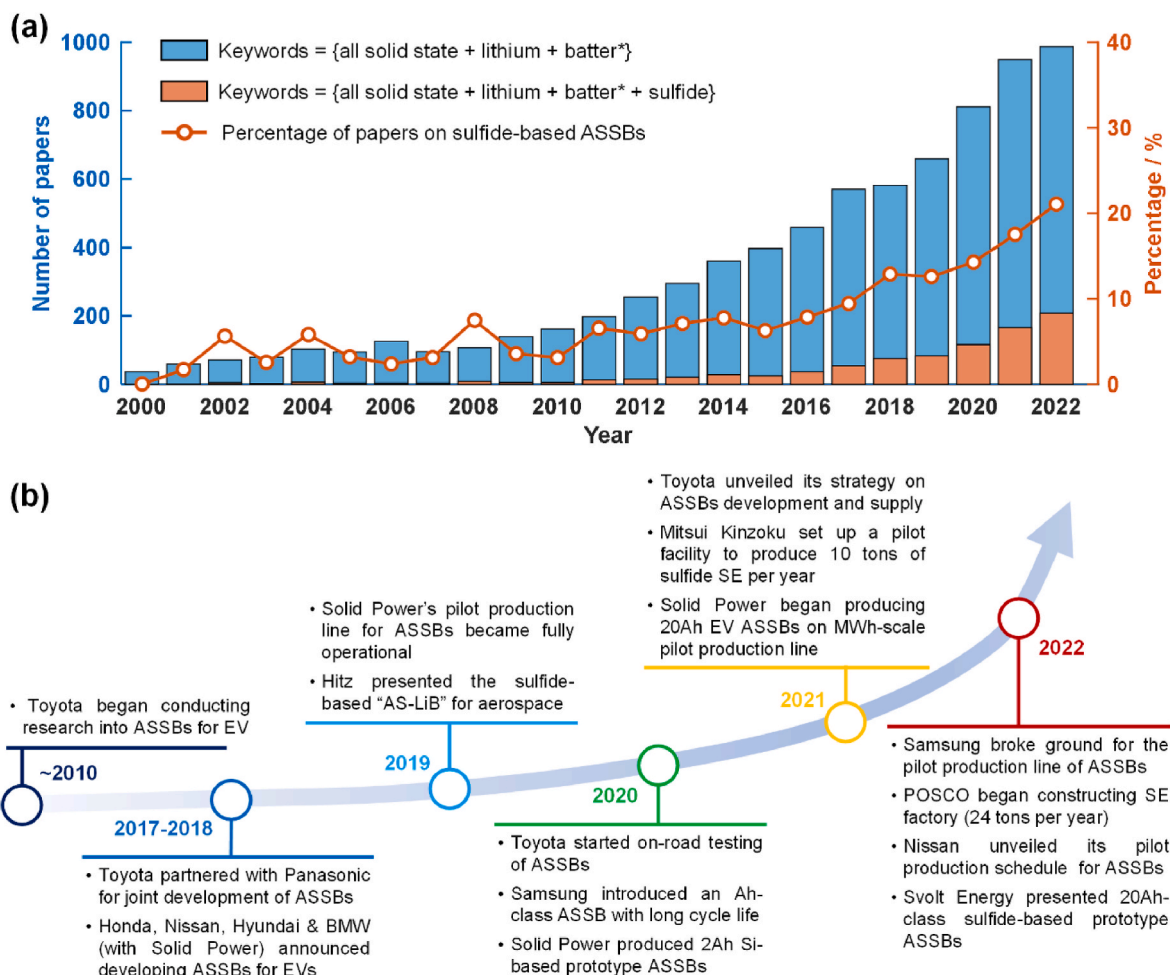 (a)
1000
800
600
400
200
0
Number of papers
Keywords = {all solid state + lithium + batter*}
Keywords = {all solid state + lithium + batter* + sulfide}
Percentage of papers on sulfide-based ASSBs
40
30
20
10
0
Percentage / %
2000 2002 2004 2006 2008 2010 2012 2014 2016 2018 2020 2022
Year
(b)
• Toyota began conducting
research into ASSBs for EV
~2010
2017-2018
• Toyota partnered with Panasonic
for joint development of ASSBs
• Honda, Nissan, Hyundai & BMW
(with Solid Power) announced
developing ASSBs for EVs
• Solid Power's pilot production
line for ASSBs became fully
operational
• Hitz presented the sulfide-
based "AS-LiB" for aerospace
2019
2020
• Toyota started on-road testing
of ASSBs
• Samsung introduced an Ah-
class ASSB with long cycle life
• Solid Power produced 2Ah Si-
based prototype ASSBs
• Toyota unveiled its strategy on
ASSBs development and supply
• Mitsui Kinzoku set up a pilot
facility to produce 10 tons of
sulfide SE per year
• Solid Power began producing
20Ah EV ASSBs on MWh-scale
pilot production line
2021
2022
• Samsung broke ground for the
pilot production line of ASSBs
• POSCO began constructing SE
factory (24 tons per year)
• Nissan unveiled its pilot
production schedule for ASSBs
• Svolt Energy presented 20Ah-
class sulfide-based prototype
ASSBs